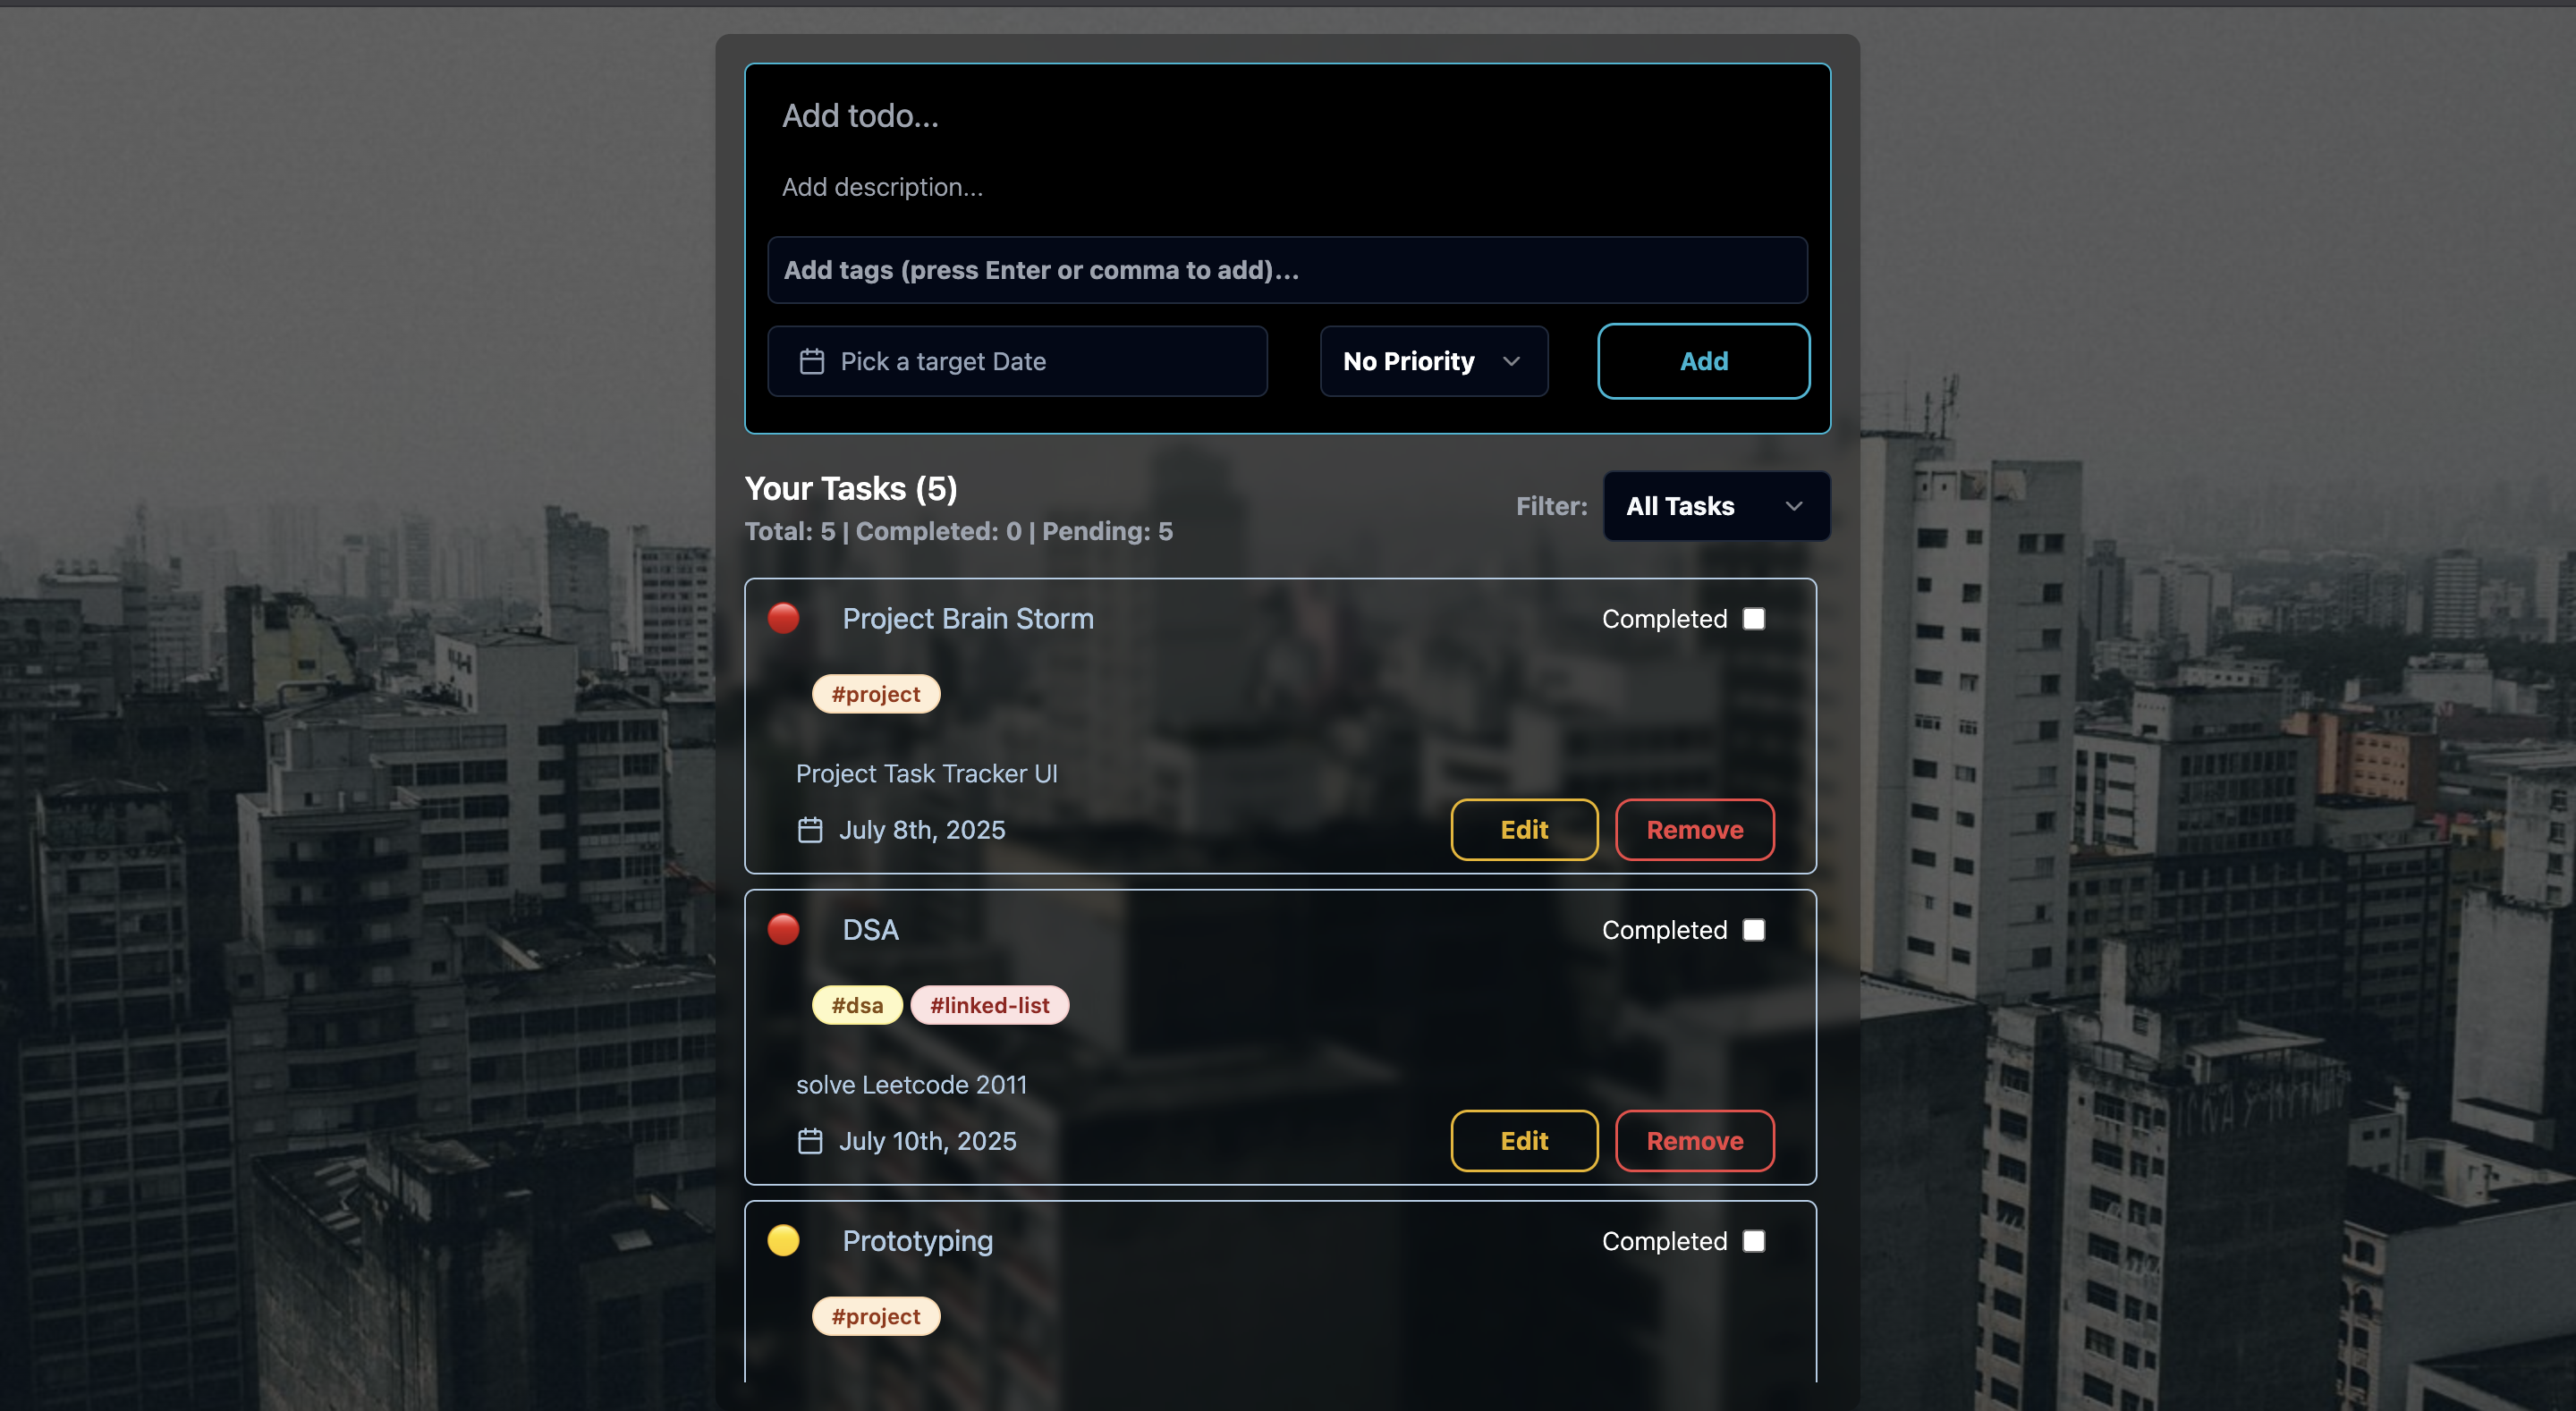 Add todo...
Add description...
Add tags (press Enter or comma to add)...
Pick a target Date
No Priority
Add
Your Tasks (5)
Total: 5 | Completed: 0 | Pending: 5
Filter:
All Tasks
Project Brain Storm
Completed
#project
Project Task Tracker UI
July 8th, 2025
Edit
Remove
DSA
Completed
#dsa
#linked-list
solve Leetcode 2011
July 10th, 2025
Edit
Remove
Prototyping
Completed
#project